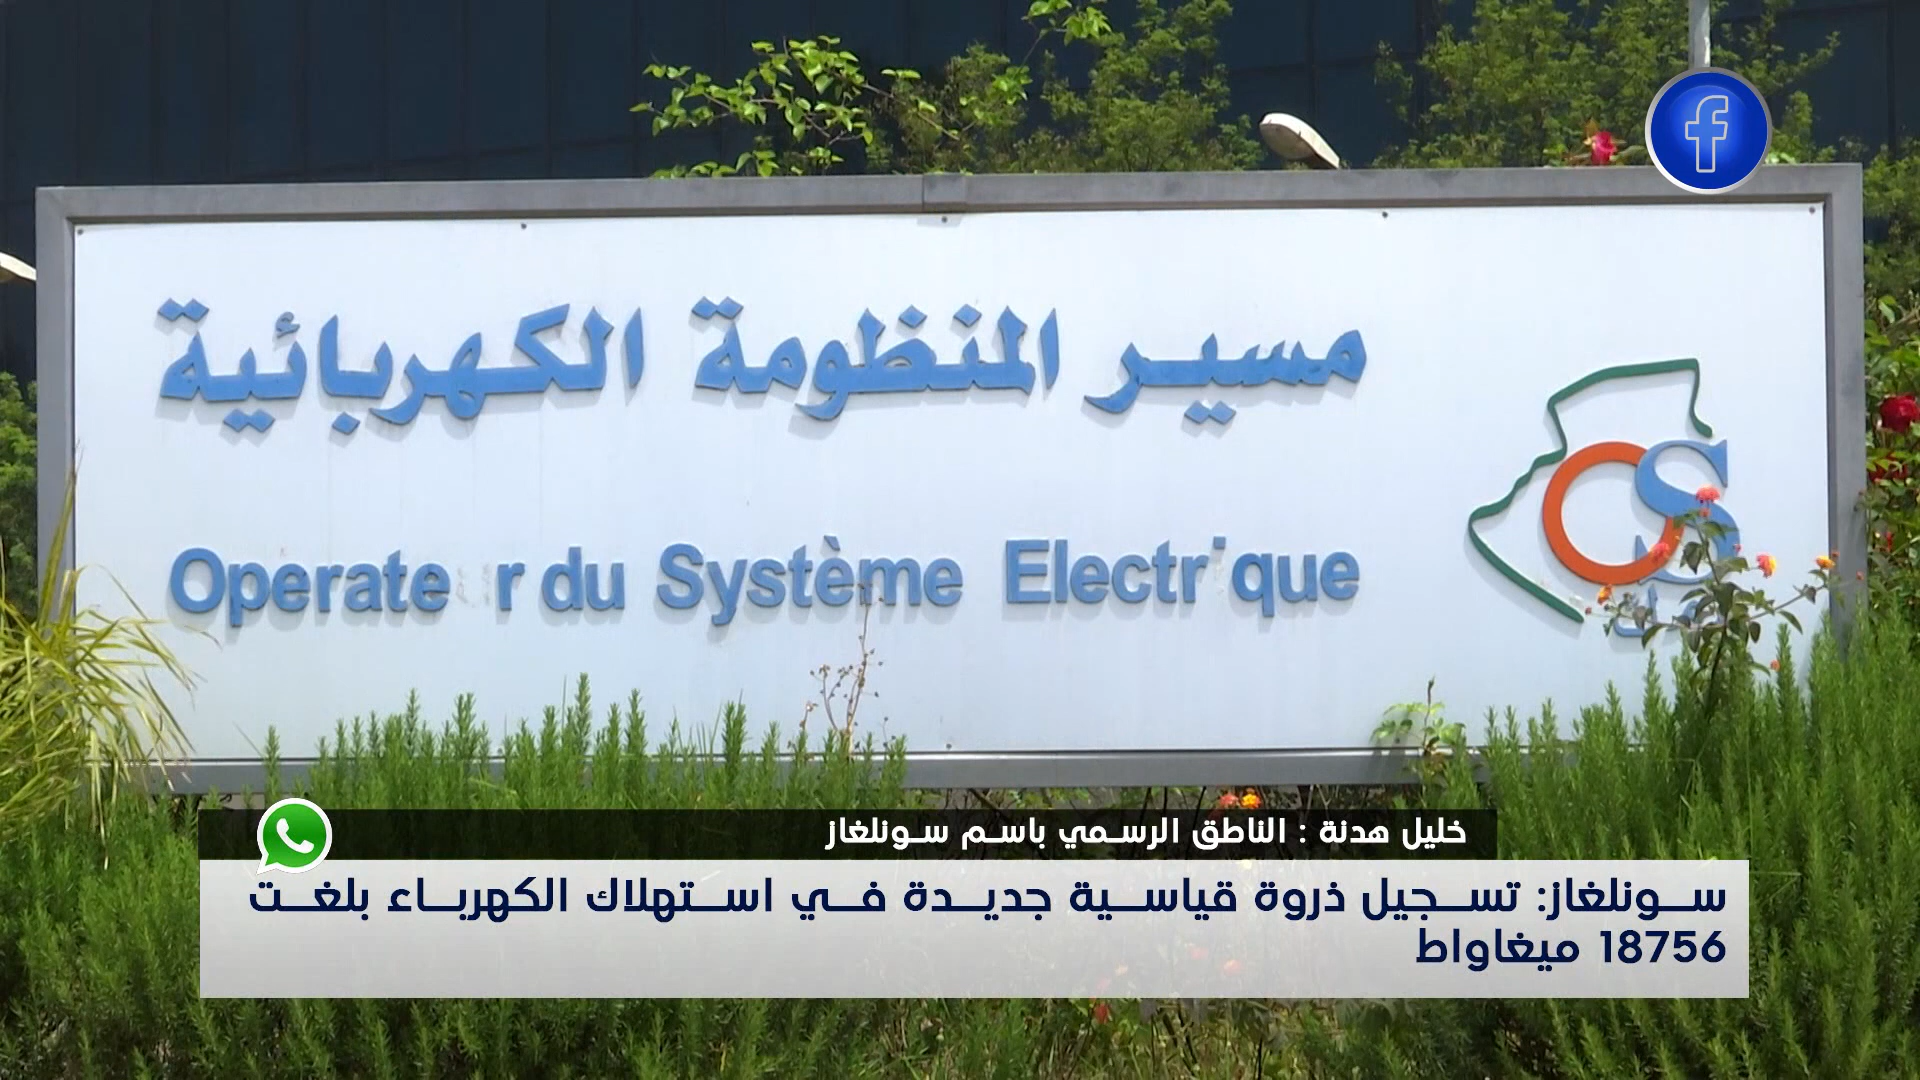 مسير المنظومة الكهربائية
Operate r du Système Electr que
OS
خليل هدنة : الناطق الرسمي باسم سونلغاز
سونلغاز: تسجيل ذروة قياسية جديدة في استهلاك الكهرباء بلغت
18756 ميغاواط